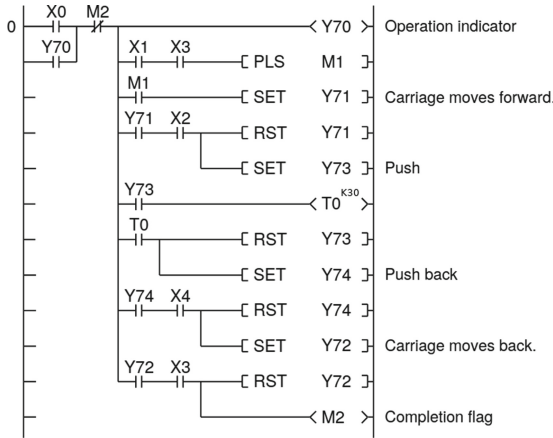 X0 M2
0 Y70 Operation indicator
Y70 X1 X3
PLS M1
M1
SET Y71 Carriage moves forward.
Y71 X2
RST Y71
SET Y73 Push
Y73 K30
T0
T0
RST Y73
SET Y74 Push back
Y74 X4
RST Y74
SET Y72 Carriage moves back.
Y72 X3
RST Y72
M2 Completion flag